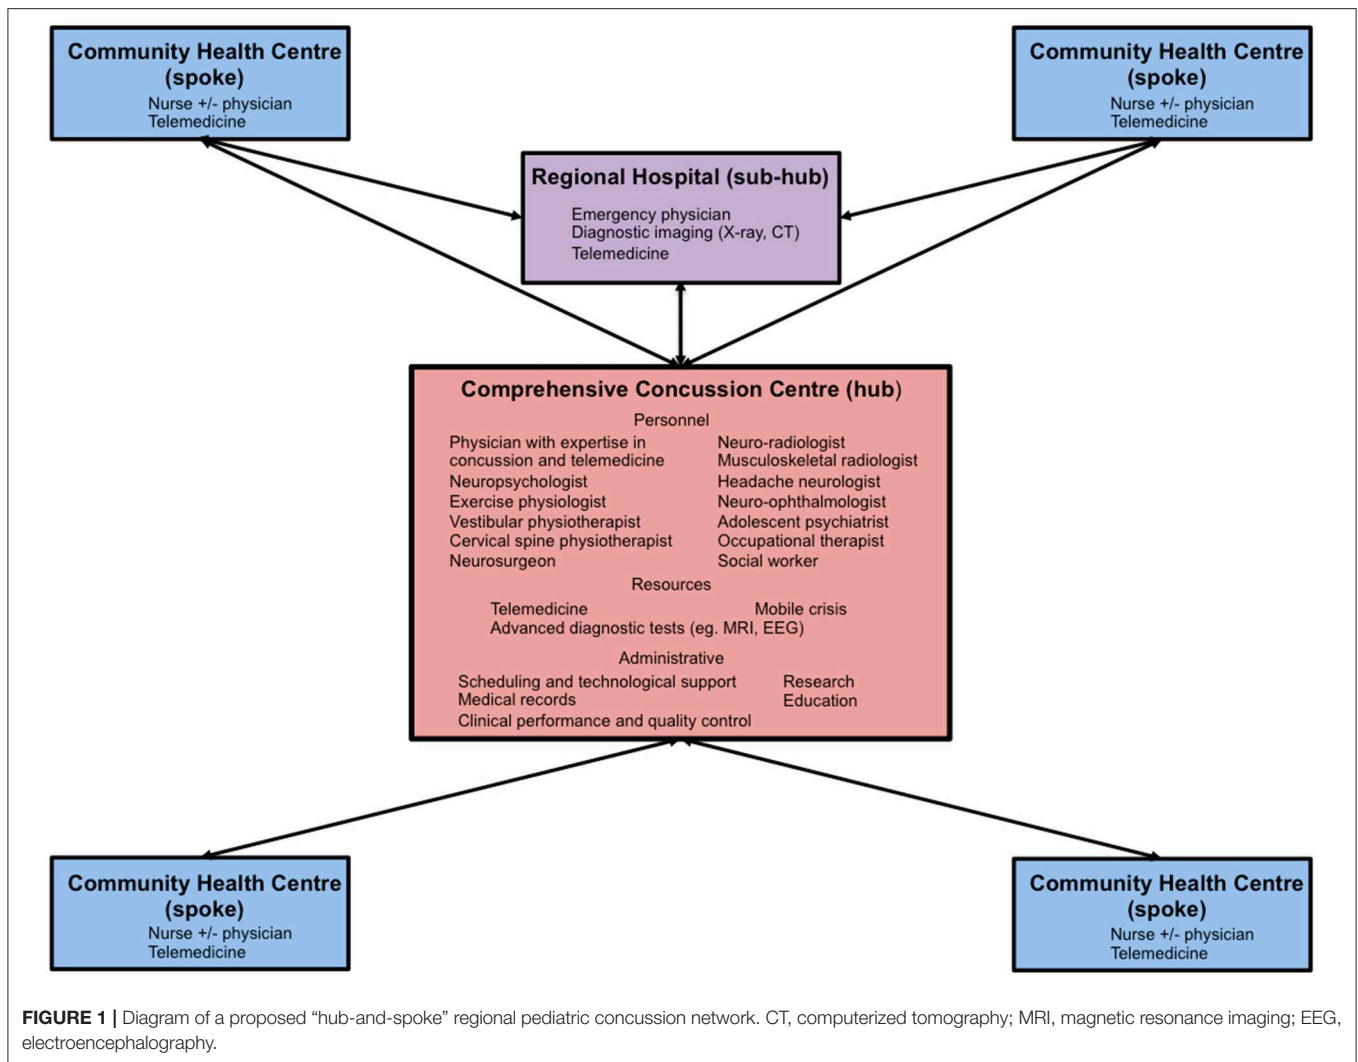 Community Health Centre
(spoke)
Nurse +/- physician
Telemedicine
Community Health Centre
(spoke)
Nurse +/- physician
Telemedicine
Regional Hospital (sub-hub)
Emergency physician
Diagnostic imaging (X-ray, CT)
Telemedicine
Comprehensive Concussion Centre (hub)
Personnel
Physician with expertise in
concussion and telemedicine
Neuropsychologist
Exercise physiologist
Vestibular physiotherapist
Cervical spine physiotherapist
Neurosurgeon
Neuro-radiologist
Musculoskeletal radiologist
Headache neurologist
Neuro-ophthalmologist
Adolescent psychiatrist
Occupational therapist
Social worker
Resources
Telemedicine
Mobile crisis
Advanced diagnostic tests (eg. MRI, EEG)
Administrative
Scheduling and technological support
Medical records
Clinical performance and quality control
Research
Education
Community Health Centre
(spoke)
Nurse +/- physician
Telemedicine
Community Health Centre
(spoke)
Nurse +/- physician
Telemedicine
FIGURE 1 | Diagram of a proposed “hub-and-spoke” regional pediatric concussion network. CT, computerized tomography; MRI, magnetic resonance imaging; EEG,
electroencephalography.